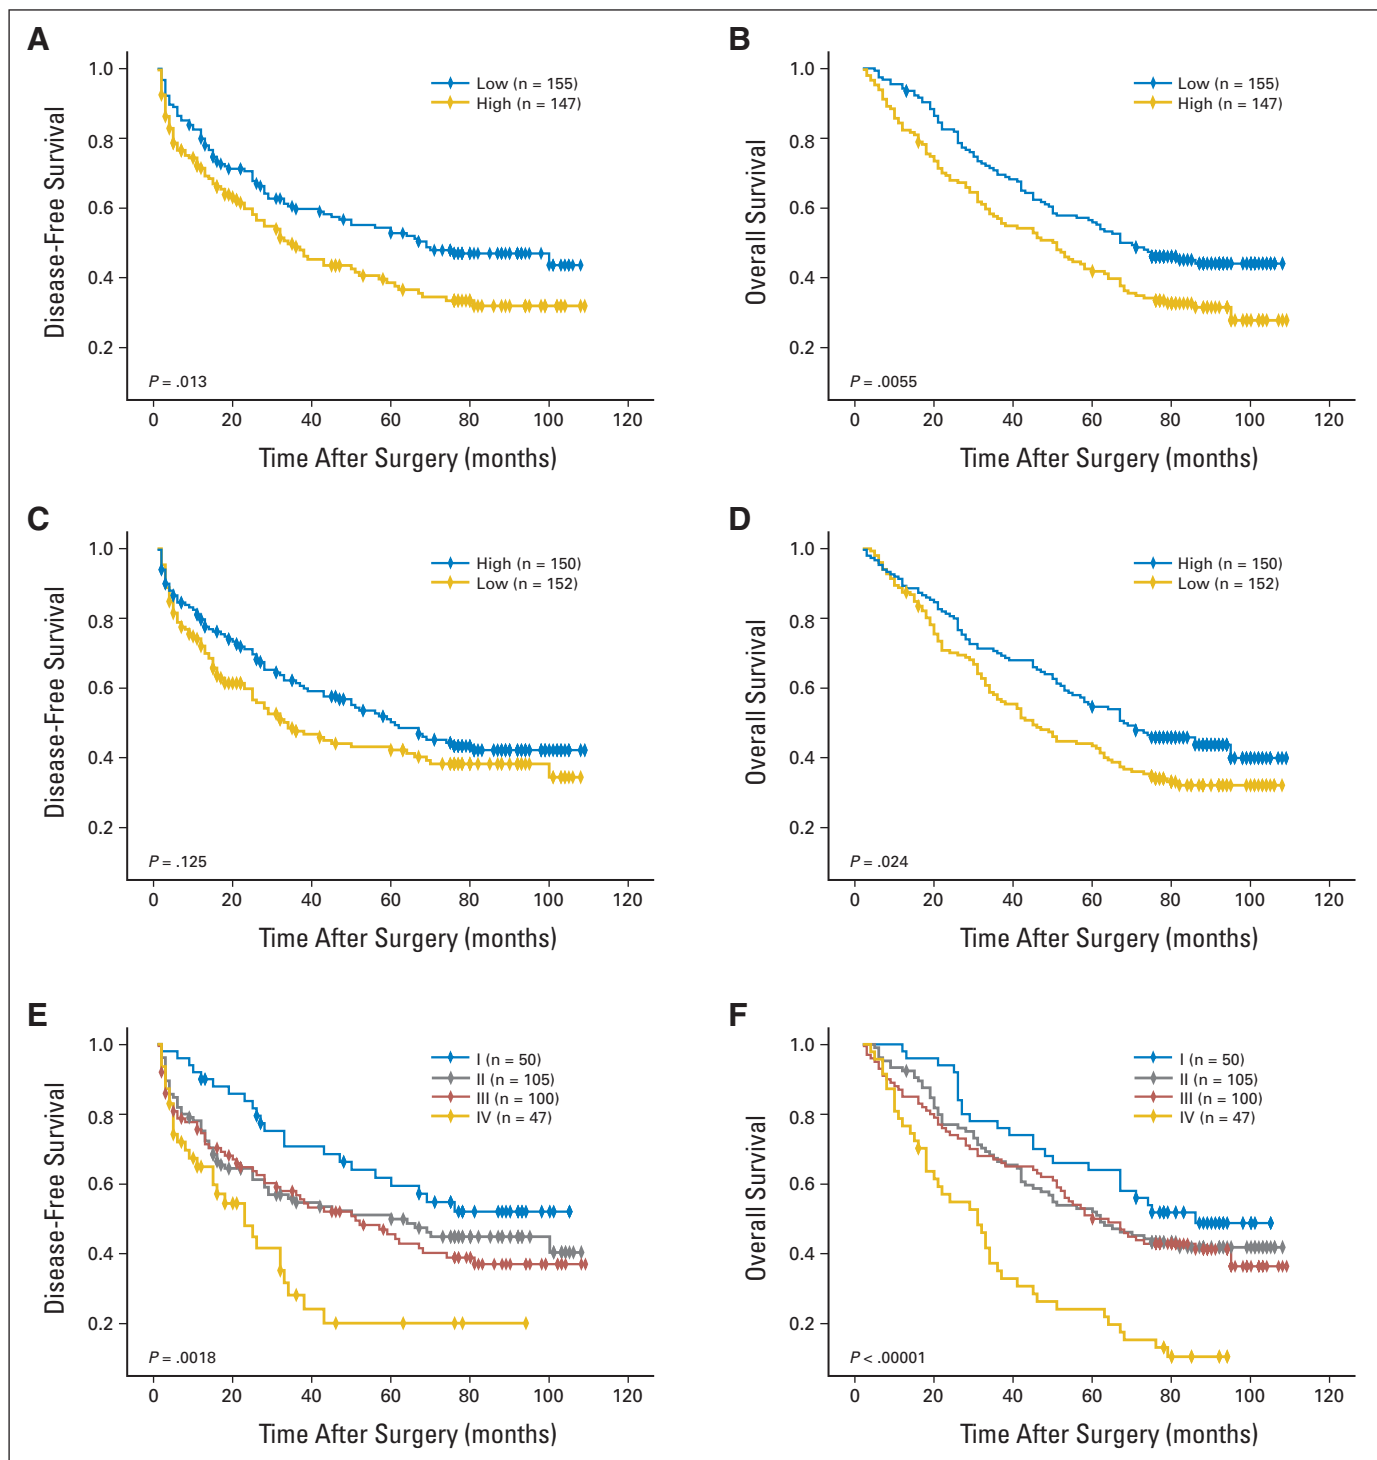 A
Disease-Free Survival
1.0
0.8
0.6
0.4
0.2
Low (n = 155)
High (n = 147)
P = .013
0 20 40 60 80 100 120
Time After Surgery (months)
B
Overall Survival
1.0
0.8
0.6
0.4
0.2
Low (n = 155)
High (n = 147)
P = .0055
0 20 40 60 80 100 120
Time After Surgery (months)
C
Disease-Free Survival
1.0
0.8
0.6
0.4
0.2
High (n = 150)
Low (n = 152)
P = .125
0 20 40 60 80 100 120
Time After Surgery (months)
D
Overall Survival
1.0
0.8
0.6
0.4
0.2
High (n = 150)
Low (n = 152)
P = .024
0 20 40 60 80 100 120
Time After Surgery (months)
E
Disease-Free Survival
1.0
0.8
0.6
0.4
0.2
I (n = 50)
II (n = 105)
III (n = 100)
IV (n = 47)
P = .0018
0 20 40 60 80 100 120
Time After Surgery (months)
F
Overall Survival
1.0
0.8
0.6
0.4
0.2
I (n = 50)
II (n = 105)
III (n = 100)
IV (n = 47)
P < .00001
0 20 40 60 80 100 120
Time After Surgery (months)